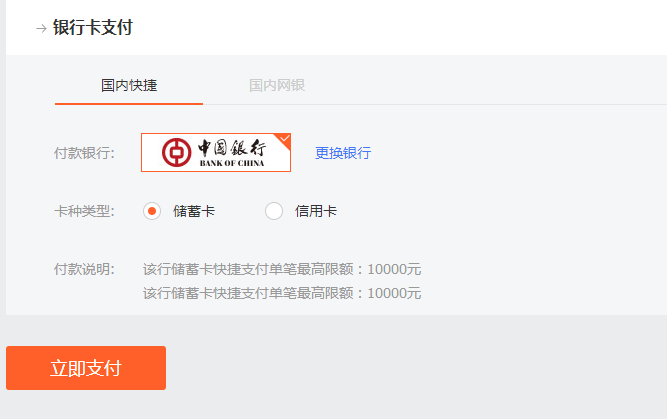 → 银行卡支付
国内快捷 国内网银
付款银行： 中国银行 更换银行
BANK OF CHINA
卡种类型： 储蓄卡 信用卡
付款说明： 该行储蓄卡快捷支付单笔最高限额：10000元
该行储蓄卡快捷支付单笔最高限额：10000元
立即支付